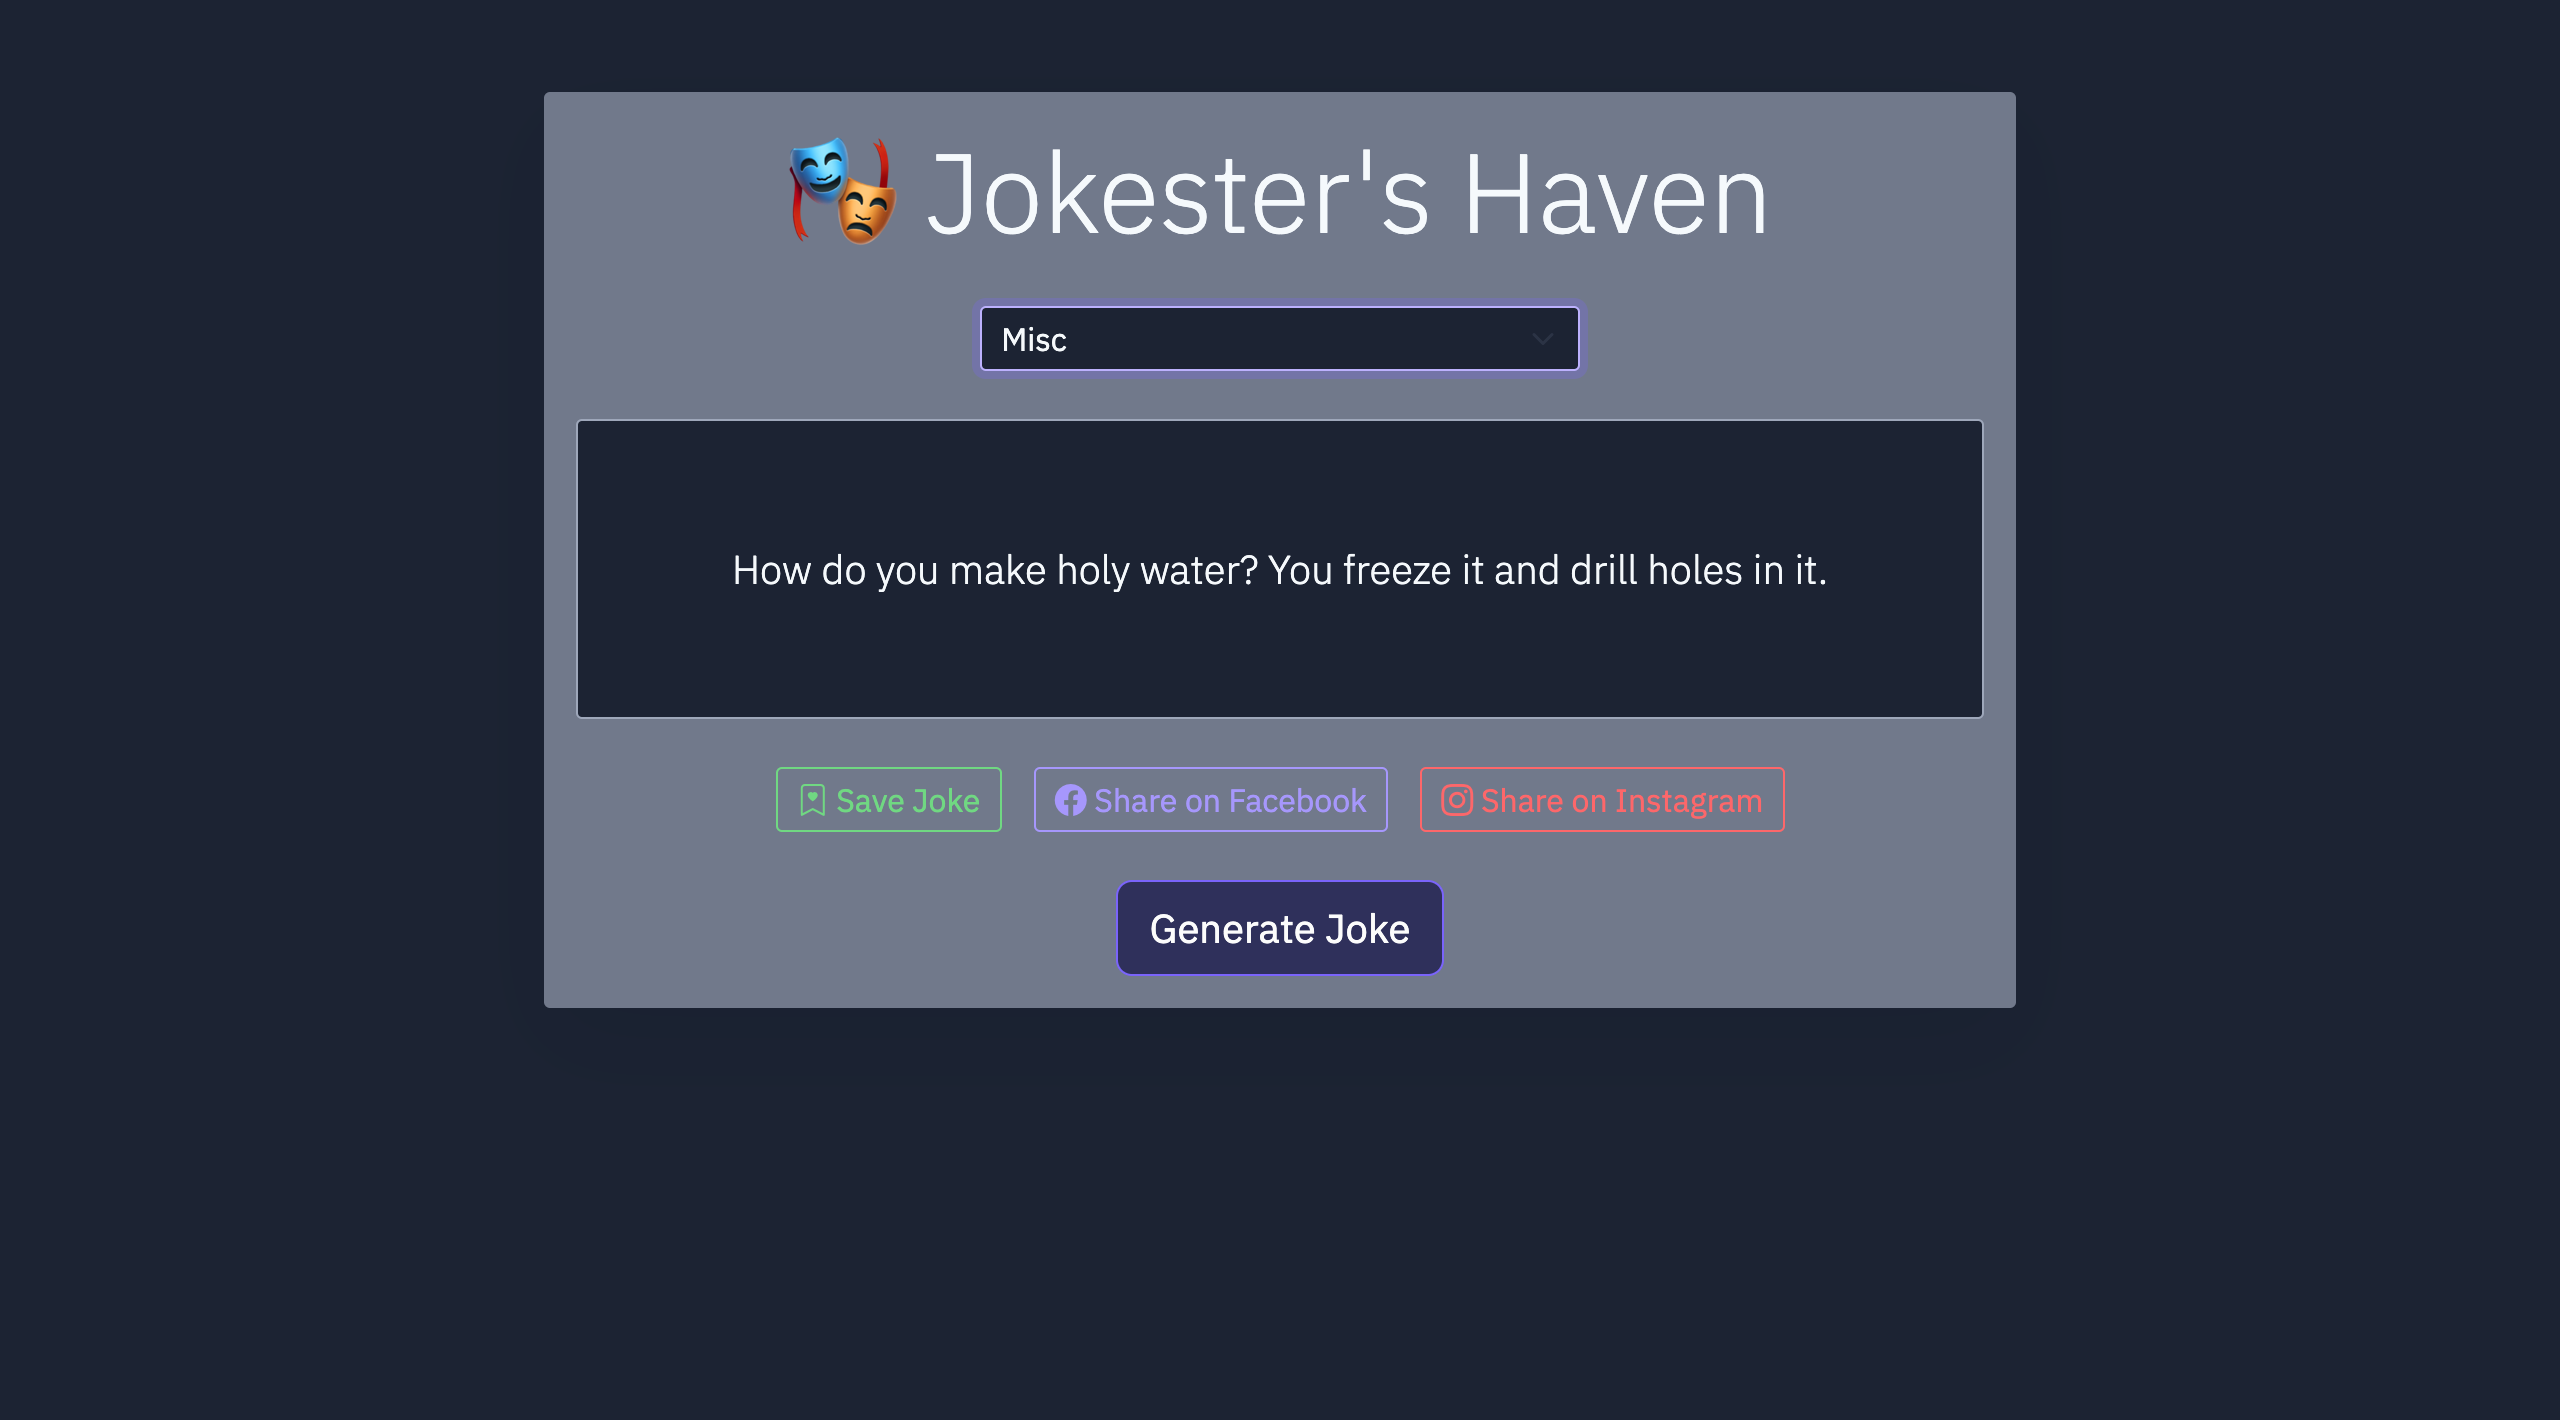 Jokester's Haven
Misc
How do you make holy water? You freeze it and drill holes in it.
Save Joke
Share on Facebook
Share on Instagram
Generate Joke